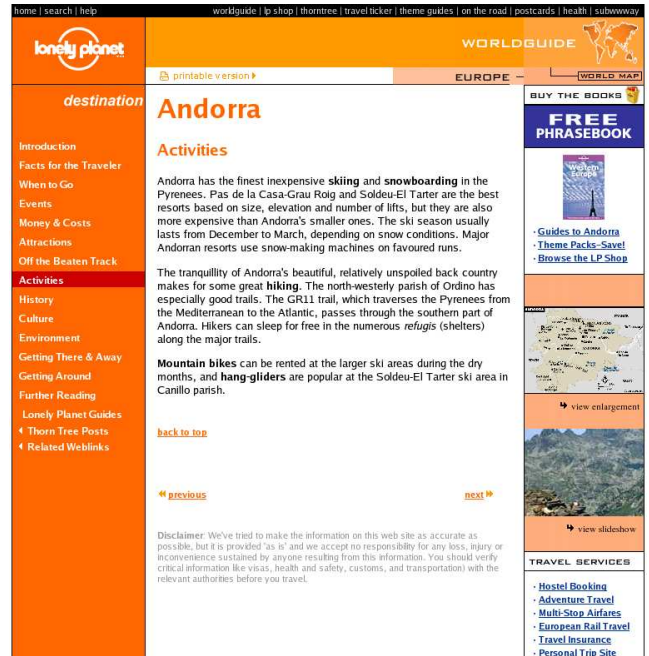 home | search | help
worldguide | lp shop | thorntree | travel ticker | theme guides | on the road | postcards | health | subwwway
lonely planet
WORLDGUIDE
printable version
EUROPE –
WORLD MAP
destination
Introduction
Facts for the Traveler
When to Go
Events
Money & Costs
Attractions
Off the Beaten Track
Activities
History
Culture
Environment
Getting There & Away
Getting Around
Further Reading
Lonely Planet Guides
Thorn Tree Posts
Related Weblinks
Andorra
Activities
Andorra has the finest inexpensive skiing and snowboarding in the
Pyrenees. Pas de la Casa-Grau Roig and Soldeu-El Tarter are the best
resorts based on size, elevation and number of lifts, but they are also
more expensive than Andorra's smaller ones. The ski season usually
lasts from December to March, depending on snow conditions. Major
Andorran resorts use snow-making machines on favoured runs.
The tranquillity of Andorra's beautiful, relatively unspoiled back country
makes for some great hiking. The north-westerly parish of Ordino has
especially good trails. The GR11 trail, which traverses the Pyrenees from
the Mediterranean to the Atlantic, passes through the southern part of
Andorra. Hikers can sleep for free in the numerous refugis (shelters)
along the major trails.
Mountain bikes can be rented at the larger ski areas during the dry
months, and hang-gliders are popular at the Soldeu-El Tarter ski area in
Canillo parish.
back to top
previous
next
Disclaimer: We've tried to make the information on this web site as accurate as
possible, but it is provided 'as is' and we accept no responsibility for any loss, injury or
inconvenience sustained by anyone resulting from this information. You should verify
critical information like visas, health and safety, customs, and transportation) with the
relevant authorities before you travel.
BUY THE BOOKS
FREE
PHRASEBOOK
Western
Europe
· Guides to Andorra
· Theme Packs–Save!
· Browse the LP Shop
view enlargement
view slideshow
TRAVEL SERVICES
· Hostel Booking
· Adventure Travel
· Multi-Stop Airfares
· European Rail Travel
· Travel Insurance
· Personal Trip Site